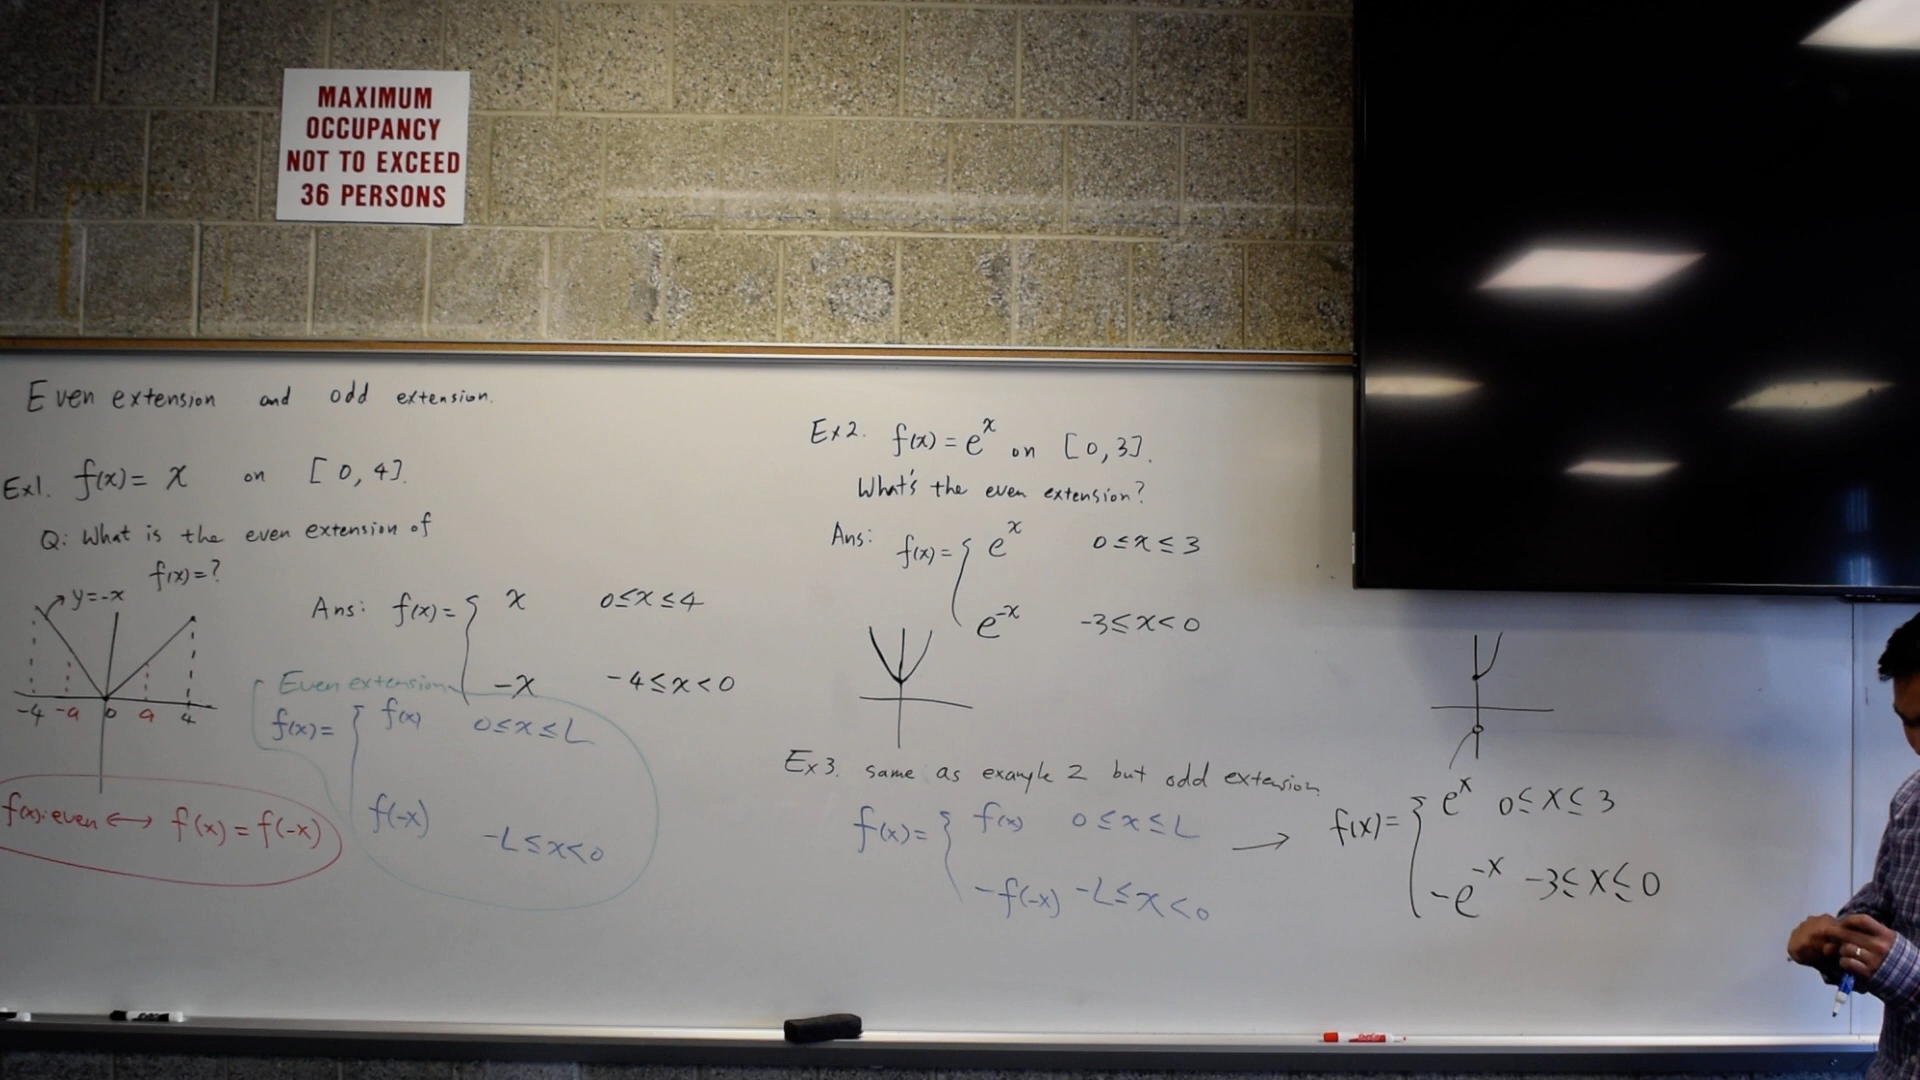 MAXIMUM
OCCUPANCY
NOT TO EXCEED
36 PERSONS
Even extension and odd extension.
Ex1. f(x) = x on [0, 4].
Q: What is the even extension of
f(x) = ?
y=-x
-4 -a 0 a 4
Ans: f(x) = { x 0≤x≤4
-x -4≤x<0
Even extension
f(x) = { f(x) 0≤x≤L
f(-x) -L≤x<0
f(x): even ↔ f(x) = f(-x)
Ex2. f(x) = e^x on [0, 3].
What's the even extension?
Ans: f(x) = { e^x 0≤x≤3
e^-x -3≤x<0
Ex3. same as example 2 but odd extension
f(x) = { f(x) 0≤x≤L
-f(-x) -L≤x<0
→ f(x) = { e^x 0≤x≤3
-e^-x -3≤x≤0